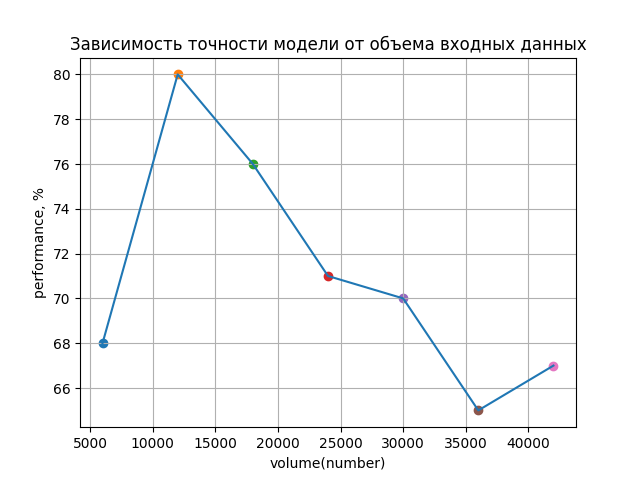 Зависимость точности модели от объема входных данных
80
78
76
74
72
70
68
66
performance, %
5000 10000 15000 20000 25000 30000 35000 40000
volume(number)